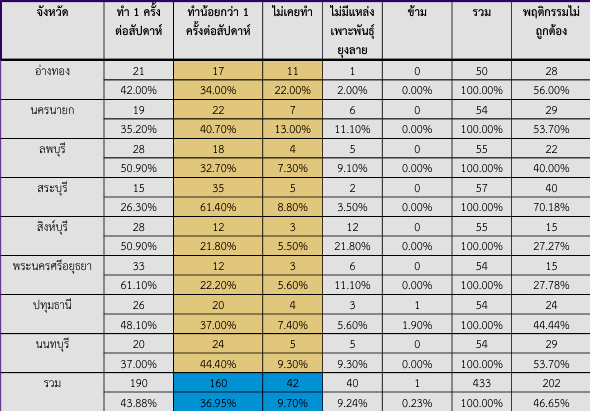 จังหวัด ทำ 1 ครั้ง ทำน้อยกว่า 1 ไม่เคยทำ ไม่มีแหล่ง ข้าม รวม พฤติกรรมไม่
ต่อสัปดาห์ ครั้งต่อสัปดาห์ เพาะพันธุ์ ถูกต้อง
ยุงลาย
อ่างทอง 21 17 11 1 0 50 28
42.00% 34.00% 22.00% 2.00% 0.00% 100.00% 56.00%
นครนายก 19 22 7 6 0 54 29
35.20% 40.70% 13.00% 11.10% 0.00% 100.00% 53.70%
ลพบุรี 28 18 4 5 0 55 22
50.90% 32.70% 7.30% 9.10% 0.00% 100.00% 40.00%
สระบุรี 15 35 5 2 0 57 40
26.30% 61.40% 8.80% 3.50% 0.00% 100.00% 70.18%
สิงห์บุรี 28 12 3 12 0 55 15
50.90% 21.80% 5.50% 21.80% 0.00% 100.00% 27.27%
พระนครศรีอยุธยา 33 12 3 6 0 54 15
61.10% 22.20% 5.60% 11.10% 0.00% 100.00% 27.78%
ปทุมธานี 26 20 4 3 1 54 24
48.10% 37.00% 7.40% 5.60% 1.90% 100.00% 44.44%
นนทบุรี 20 24 5 5 0 54 29
37.00% 44.40% 9.30% 9.30% 0.00% 100.00% 53.70%
รวม 190 160 42 40 1 433 202
43.88% 36.95% 9.70% 9.24% 0.23% 100.00% 46.65%